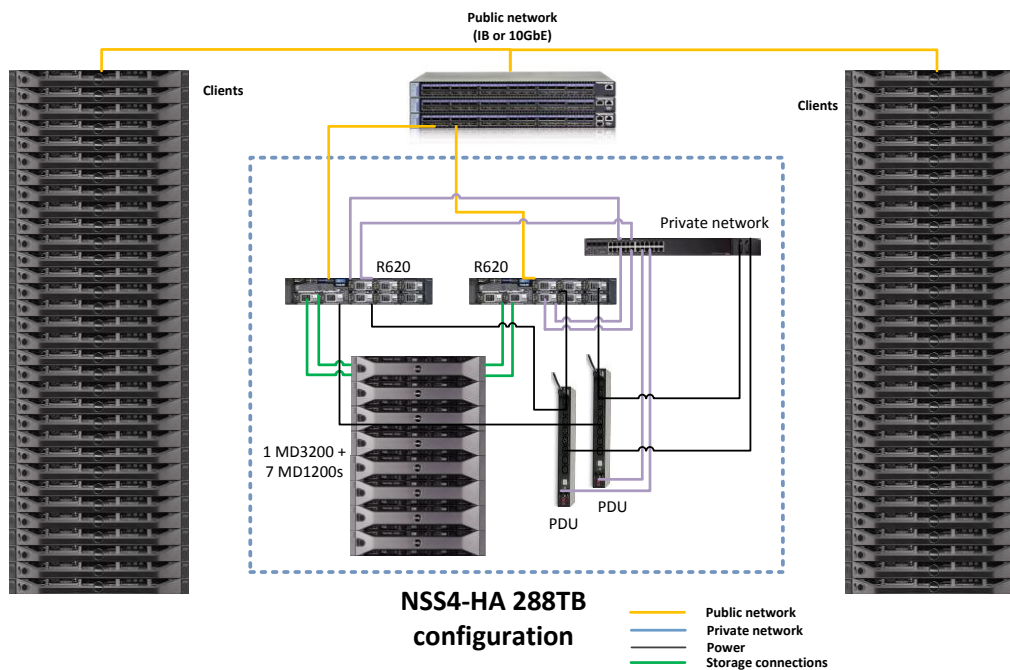 Public network
(IB or 10GbE)
Clients
Clients
Private network
R620
R620
1 MD3200 +
7 MD1200s
PDU
PDU
NSS4-HA 288TB
configuration
Public network
Private network
Power
Storage connections